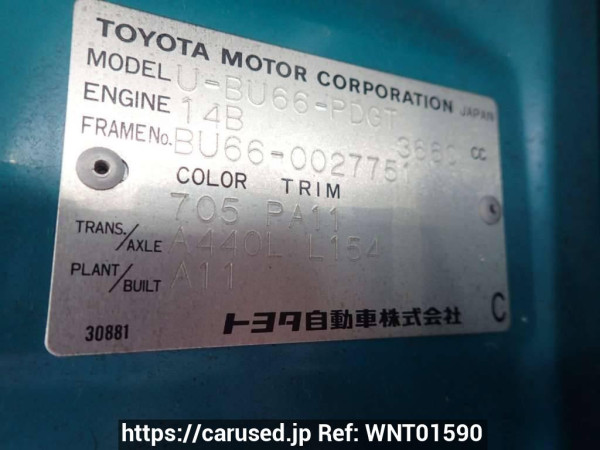 TOYOTA MOTOR CORPORATION JAPAN
MODEL U-BU66-PDGT
ENGINE 14B 3660 CC
FRAME No. BU66-0027751
COLOR TRIM
705 PA11
TRANS./AXLE A440L L154
PLANT/BUILT A11
30881 トヨタ自動車株式会社 C
https://carused.jp Ref: WNT01590